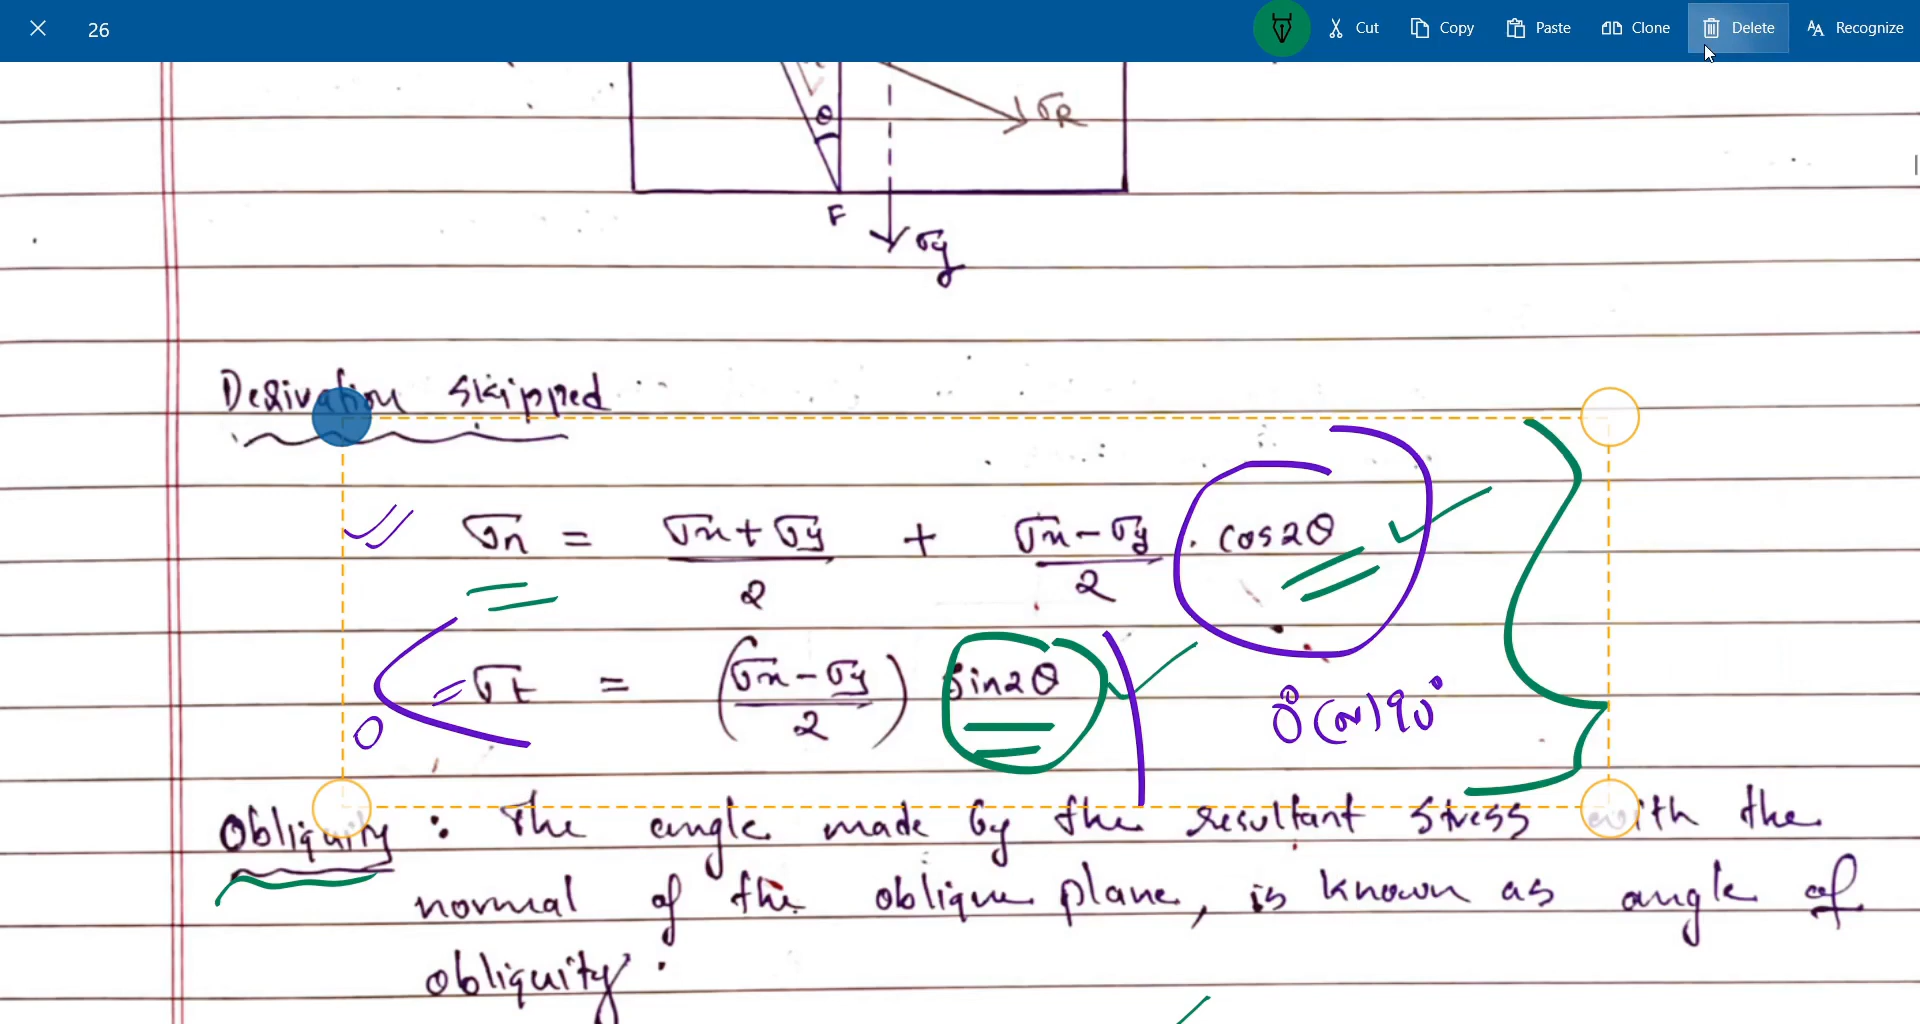 26 Cut Copy Paste Clone Delete Recognize
θ σR
F
σy
Derivation skipped
σn = σx + σy / 2 + σx - σy / 2 . cos2θ
σt = (σx - σy / 2) sin2θ
0 0° (or) 90°
Obliquity : The angle made by the resultant stress with the
normal of the oblique plane, is known as angle of
obliquity.